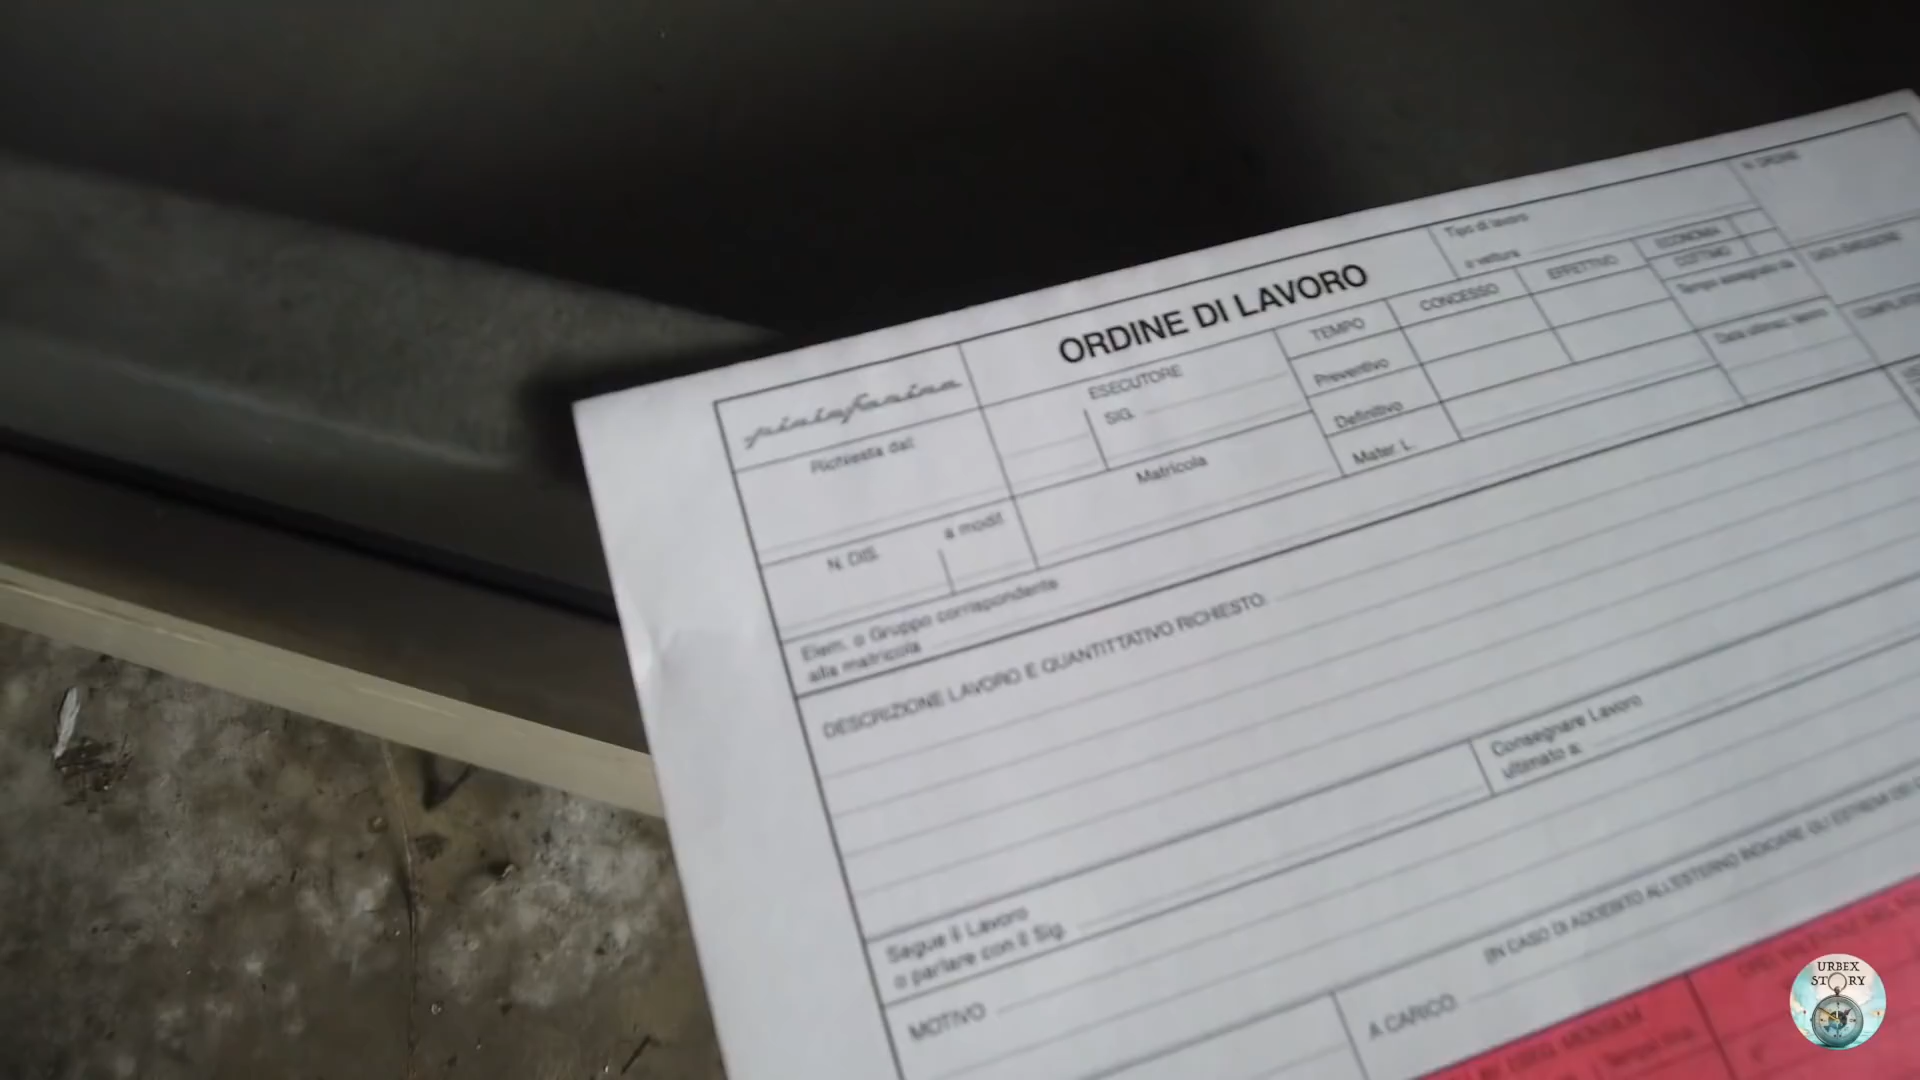 ORDINE DI LAVORO
pininfarina
Richiesta dal:
ESECUTORE
SIG.
Matricola
TEMPO
CONCESSO
EFFETTIVO
Preventivo
Definitivo
Mater L.
Tipo di lavoro
o vettura
N. ORDINE
ECONOMIA
COTTIMO
Tempo assegnato da
DATA EMISSIONE
Data ultimaz. lavoro
N. DIS.
a modif.
Elem. o Gruppo corrispondente
alla matricola
DESCRIZIONE LAVORO E QUANTITTATIVO RICHIESTO
Consegnare Lavoro
ultimato a:
Segue il Lavoro
o parlare con il Sig.
(IN CASO DI ADDEBITO ALL'ESTERNO INDICARE GLI ESTREMI
MOTIVO
A CARICO
URBEX
STORY